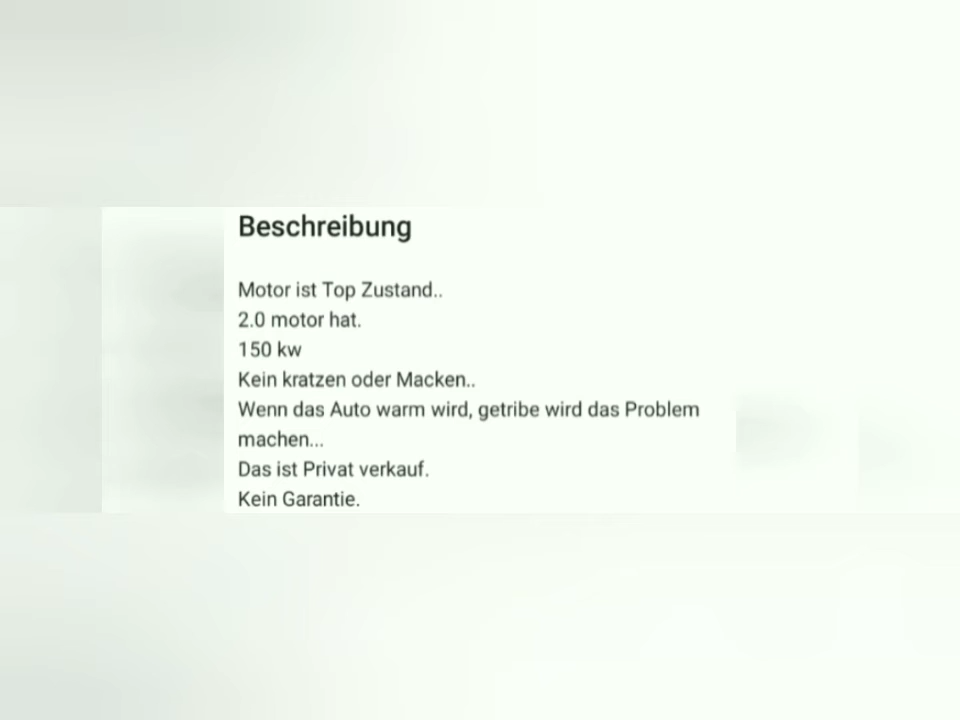 Beschreibung
Motor ist Top Zustand..
2.0 motor hat.
150 kw
Kein kratzen oder Macken..
Wenn das Auto warm wird, getribe wird das Problem
machen...
Das ist Privat verkauf.
Kein Garantie.